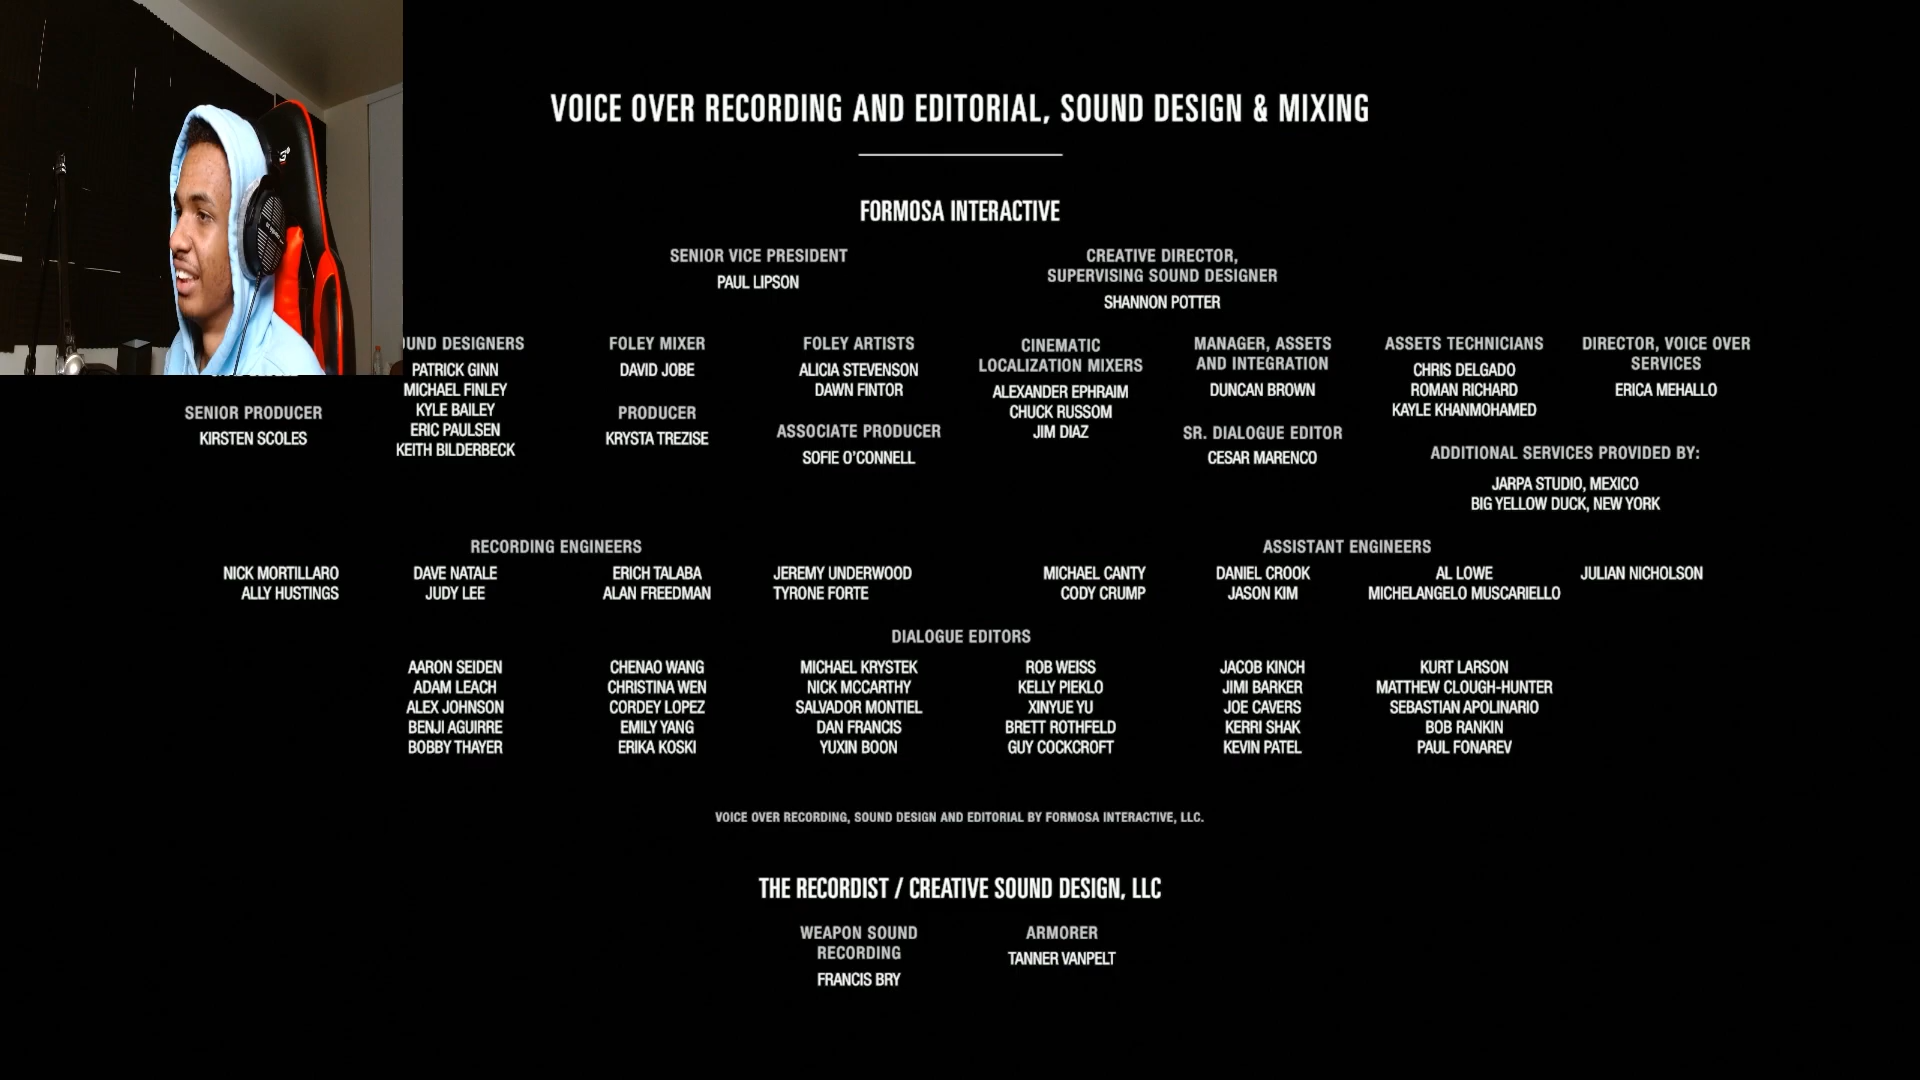 VOICE OVER RECORDING AND EDITORIAL, SOUND DESIGN & MIXING
FORMOSA INTERACTIVE
SENIOR VICE PRESIDENT
PAUL LIPSON
CREATIVE DIRECTOR,
SUPERVISING SOUND DESIGNER
SHANNON POTTER
SENIOR PRODUCER
KIRSTEN SCOLES
UND DESIGNERS
PATRICK GINN
MICHAEL FINLEY
KYLE BAILEY
ERIC PAULSEN
KEITH BILDERBECK
FOLEY MIXER
DAVID JOBE
PRODUCER
KRYSTA TREZISE
FOLEY ARTISTS
ALICIA STEVENSON
DAWN FINTOR
ASSOCIATE PRODUCER
SOFIE O'CONNELL
CINEMATIC
LOCALIZATION MIXERS
ALEXANDER EPHRAIM
CHUCK RUSSOM
JIM DIAZ
MANAGER, ASSETS
AND INTEGRATION
DUNCAN BROWN
SR. DIALOGUE EDITOR
CESAR MARENCO
ASSETS TECHNICIANS
CHRIS DELGADO
ROMAN RICHARD
KAYLE KHANMOHAMED
DIRECTOR, VOICE OVER
SERVICES
ERICA MEHALLO
ADDITIONAL SERVICES PROVIDED BY:
JARPA STUDIO, MEXICO
BIG YELLOW DUCK, NEW YORK
RECORDING ENGINEERS
NICK MORTILLARO DAVE NATALE ERICH TALABA JEREMY UNDERWOOD
ALLY HUSTINGS JUDY LEE ALAN FREEDMAN TYRONE FORTE
ASSISTANT ENGINEERS
MICHAEL CANTY DANIEL CROOK AL LOWE JULIAN NICHOLSON
CODY CRUMP JASON KIM MICHELANGELO MUSCARIELLO
DIALOGUE EDITORS
AARON SEIDEN CHENAO WANG MICHAEL KRYSTEK ROB WEISS JACOB KINCH KURT LARSON
ADAM LEACH CHRISTINA WEN NICK MCCARTHY KELLY PIEKLO JIMI BARKER MATTHEW CLOUGH-HUNTER
ALEX JOHNSON CORDEY LOPEZ SALVADOR MONTIEL XINYUE YU JOE CAVERS SEBASTIAN APOLINARIO
BENJI AGUIRRE EMILY YANG DAN FRANCIS BRETT ROTHFELD KERRI SHAK BOB RANKIN
BOBBY THAYER ERIKA KOSKI YUXIN BOON GUY COCKCROFT KEVIN PATEL PAUL FONAREV
VOICE OVER RECORDING, SOUND DESIGN AND EDITORIAL BY FORMOSA INTERACTIVE, LLC.
THE RECORDIST / CREATIVE SOUND DESIGN, LLC
WEAPON SOUND
RECORDING
FRANCIS BRY
ARMORER
TANNER VANPELT